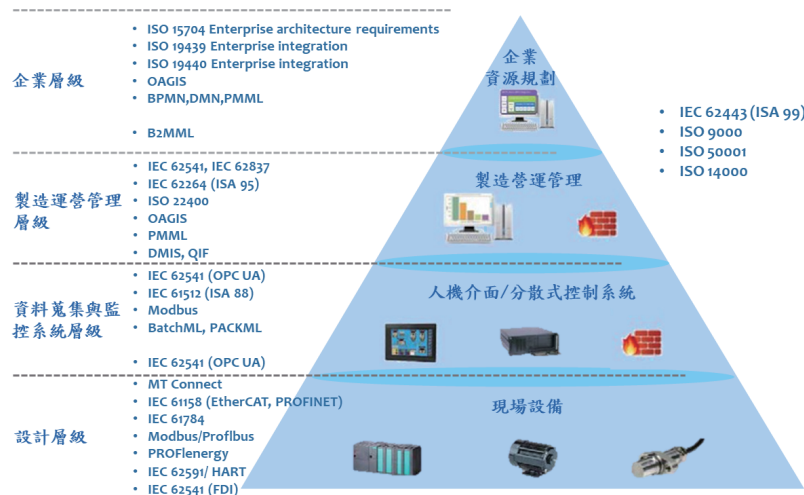 企業層級
• ISO 15704 Enterprise architecture requirements
• ISO 19439 Enterprise integration
• ISO 19440 Enterprise integration
• OAGIS
• BPMN,DMN,PMML
• B2MML
企業
資源規劃
• IEC 62443 (ISA 99)
• ISO 9000
• ISO 50001
• ISO 14000
製造運營管理
層級
• IEC 62541, IEC 62837
• IEC 62264 (ISA 95)
• ISO 22400
• OAGIS
• PMML
• DMIS, QIF
製造營運管理
資料蒐集與監
控系統層級
• IEC 62541 (OPC UA)
• IEC 61512 (ISA 88)
• Modbus
• BatchML, PACKML
• IEC 62541 (OPC UA)
人機介面/分散式控制系統
設計層級
• MT Connect
• IEC 61158 (EtherCAT, PROFINET)
• IEC 61784
• Modbus/Proflbus
• PROFlenergy
• IEC 62591/ HART
• IEC 62541 (FDI)
現場設備